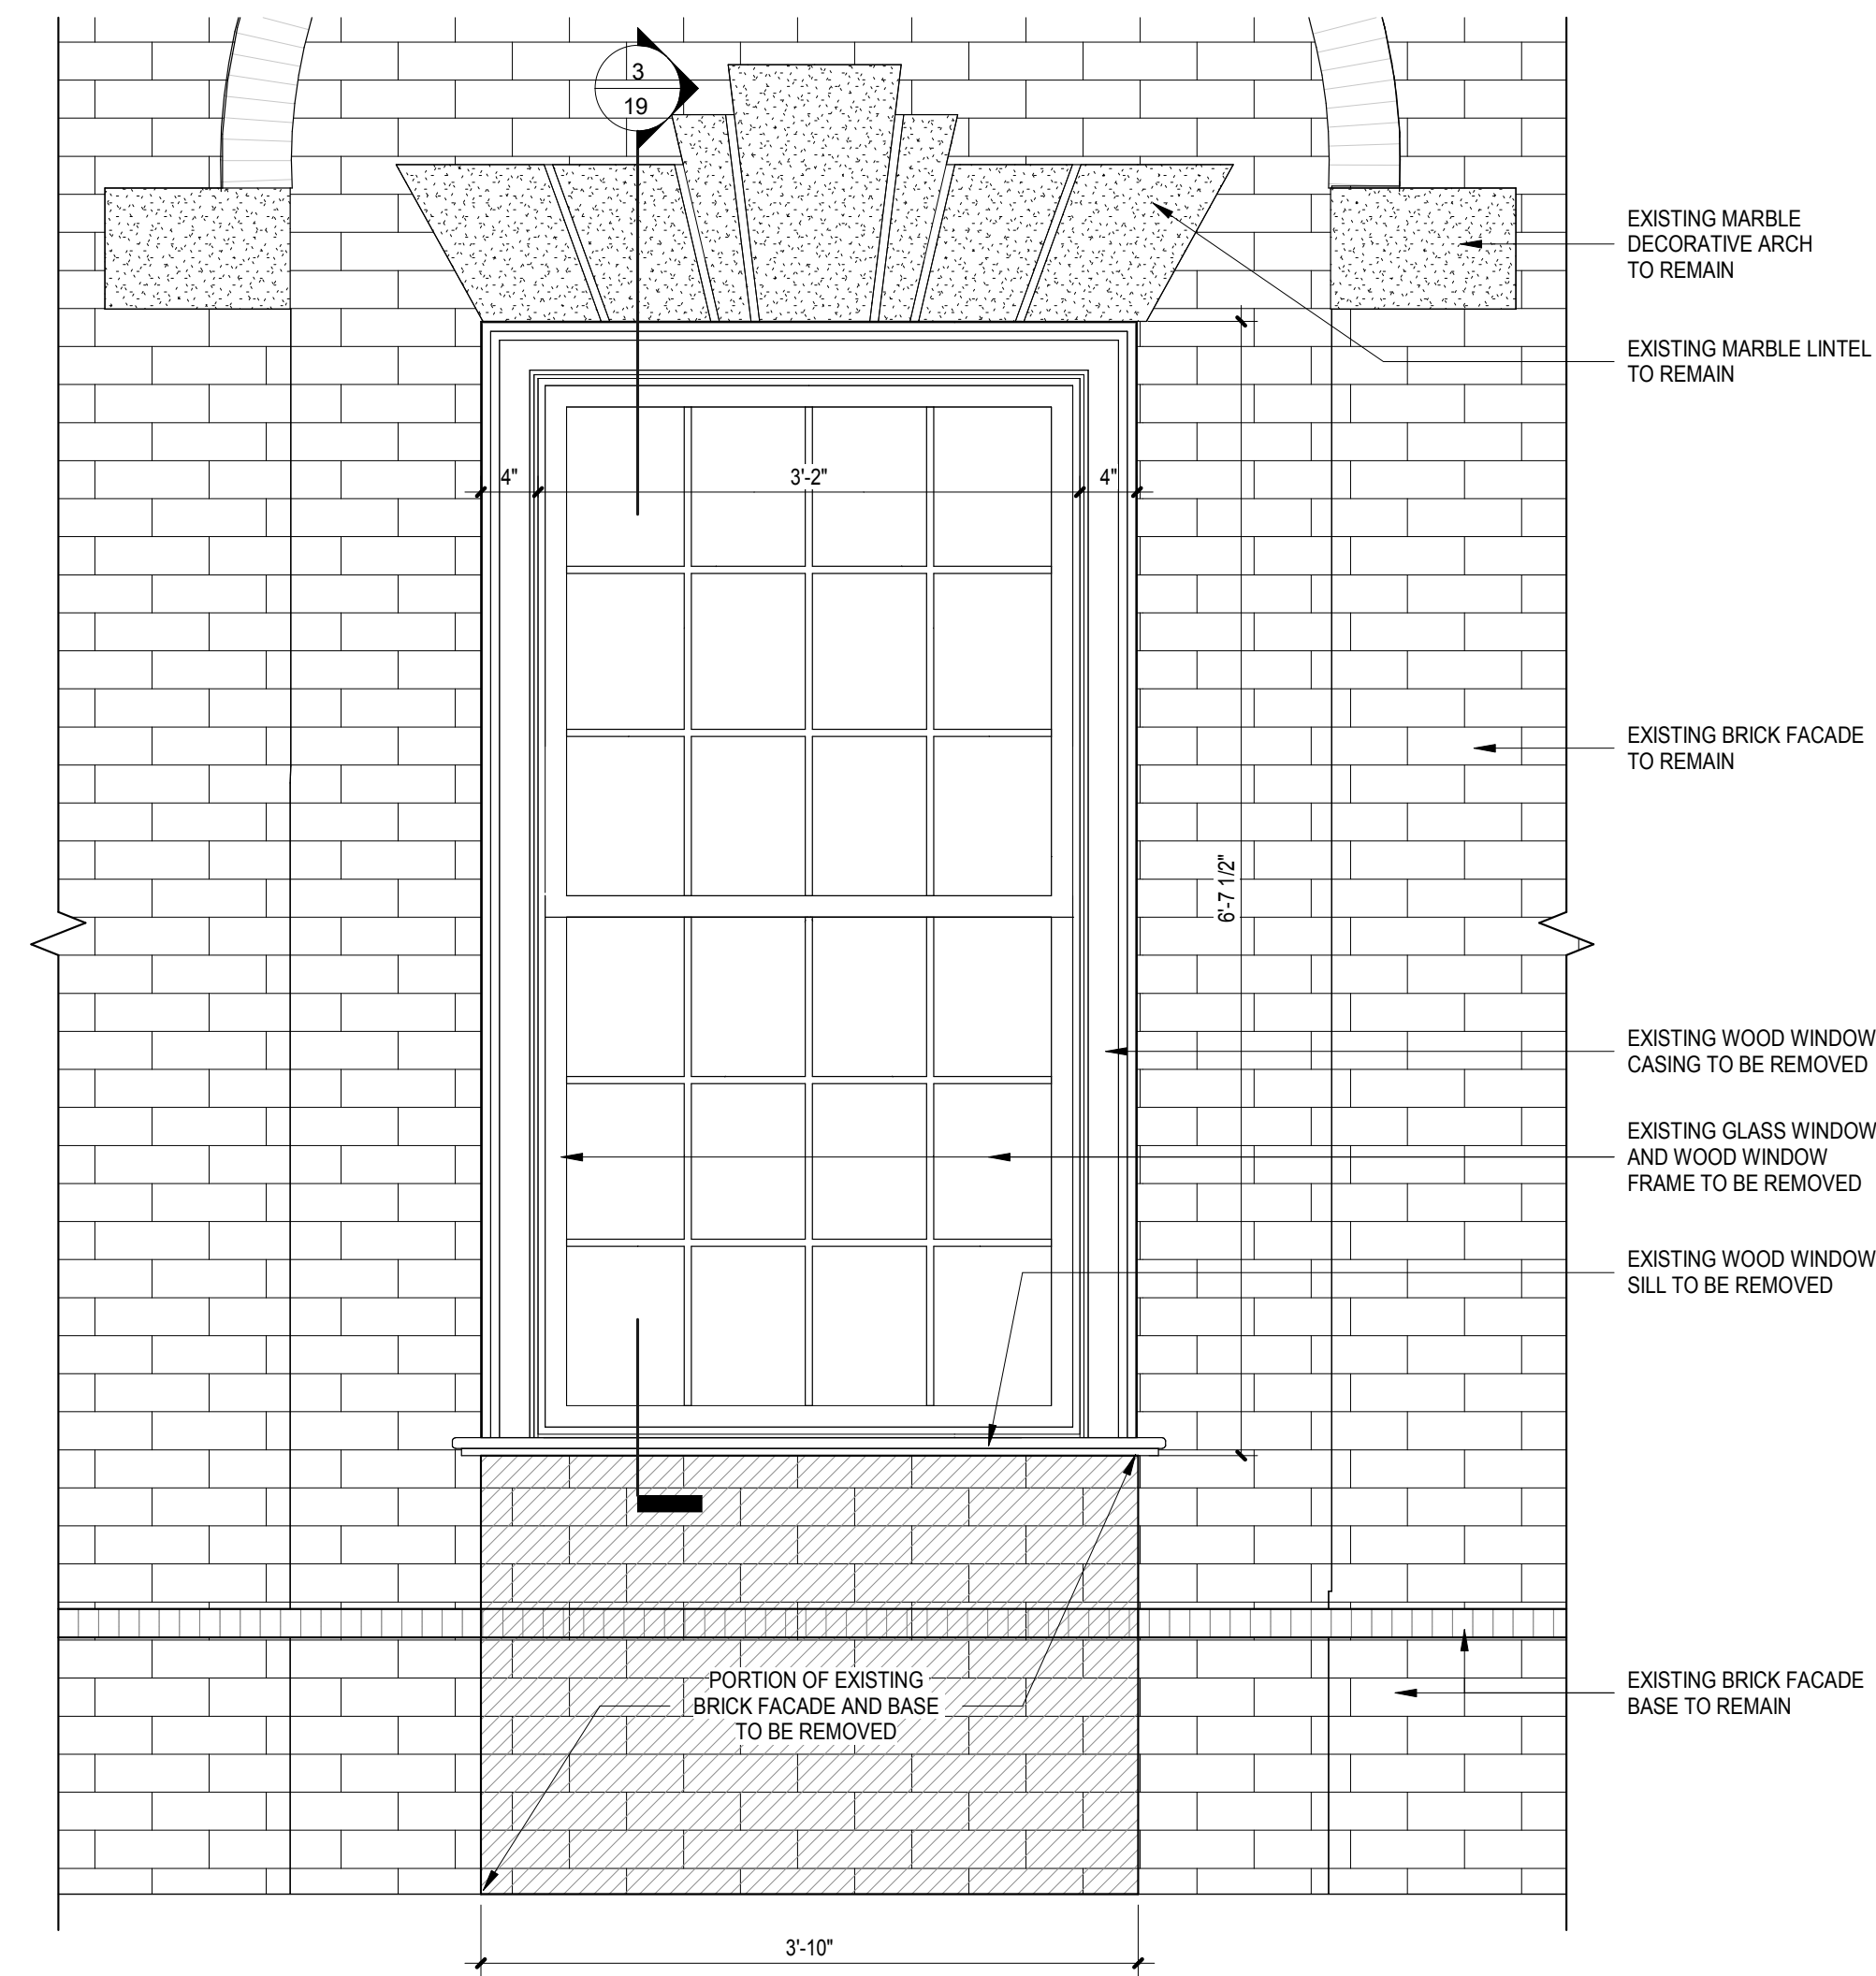 3
19
EXISTING MARBLE
DECORATIVE ARCH
TO REMAIN
EXISTING MARBLE LINTEL
TO REMAIN
4"
3'-2"
4"
EXISTING BRICK FACADE
TO REMAIN
6'-7 1/2"
EXISTING WOOD WINDOW
CASING TO BE REMOVED
EXISTING GLASS WINDOW
AND WOOD WINDOW
FRAME TO BE REMOVED
EXISTING WOOD WINDOW
SILL TO BE REMOVED
PORTION OF EXISTING
BRICK FACADE AND BASE
TO BE REMOVED
EXISTING BRICK FACADE
BASE TO REMAIN
3'-10"